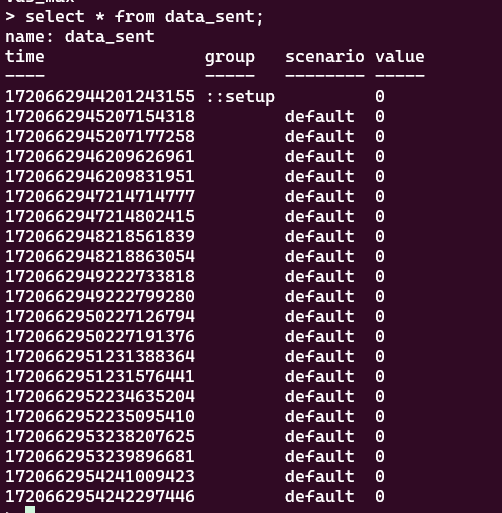 > select * from data_sent;
name: data_sent
time group scenario value
---- ----- -------- -----
1720662944201243155 ::setup 0
1720662945207154318 default 0
1720662945207177258 default 0
1720662946209626961 default 0
1720662946209831951 default 0
1720662947214714777 default 0
1720662947214802415 default 0
1720662948218561839 default 0
1720662948218863054 default 0
1720662949222733818 default 0
1720662949222799280 default 0
1720662950227126794 default 0
1720662950227191376 default 0
1720662951231388364 default 0
1720662951231576441 default 0
1720662952234635204 default 0
1720662952235095410 default 0
1720662953238207625 default 0
1720662953239896681 default 0
1720662954241009423 default 0
1720662954242297446 default 0
>